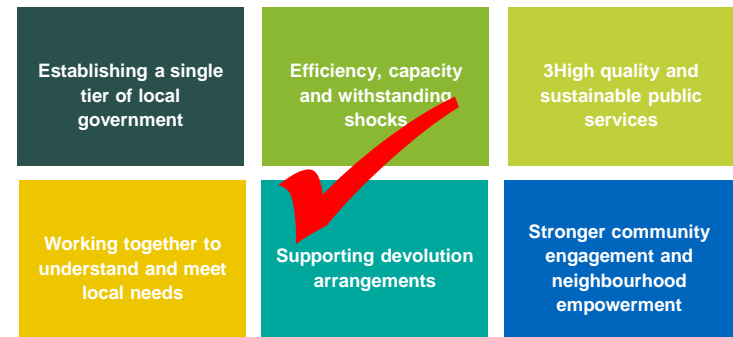 Establishing a single
tier of local
government
Efficiency, capacity
and withstanding
shocks
3High quality and
sustainable public
services
Working together to
understand and meet
local needs
Supporting devolution
arrangements
Stronger community
engagement and
neighbourhood
empowerment